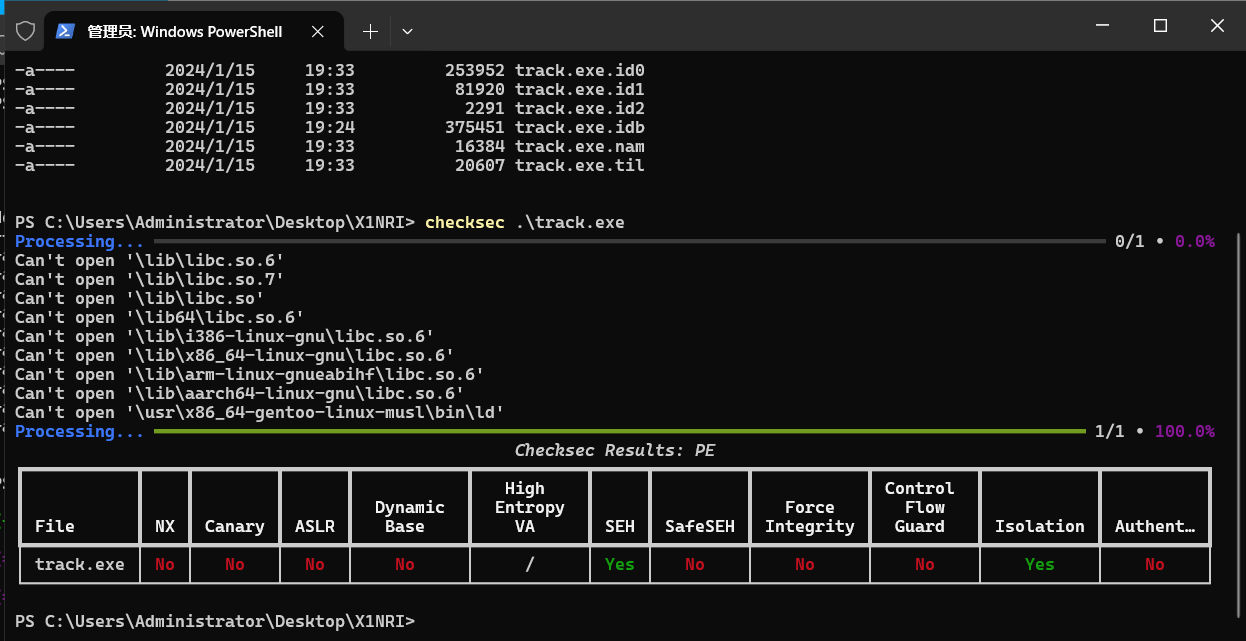 管理员: Windows PowerShell
-a---- 2024/1/15 19:33 253952 track.exe.id0
-a---- 2024/1/15 19:33 81920 track.exe.id1
-a---- 2024/1/15 19:33 2291 track.exe.id2
-a---- 2024/1/15 19:24 375451 track.exe.idb
-a---- 2024/1/15 19:33 16384 track.exe.nam
-a---- 2024/1/15 19:33 20607 track.exe.til
PS C:\Users\Administrator\Desktop\X1NRI> checksec .\track.exe
Processing... 0/1 • 0.0%
Can't open '\lib\libc.so.6'
Can't open '\lib\libc.so.7'
Can't open '\lib\libc.so'
Can't open '\lib64\libc.so.6'
Can't open '\lib\i386-linux-gnu\libc.so.6'
Can't open '\lib\x86_64-linux-gnu\libc.so.6'
Can't open '\lib\arm-linux-gnueabihf\libc.so.6'
Can't open '\lib\aarch64-linux-gnu\libc.so.6'
Can't open '\usr\x86_64-gentoo-linux-musl\bin\ld'
Processing... 1/1 • 100.0%
Checksec Results: PE
High Control
Dynamic Entropy Force Flow
File NX Canary ASLR Base VA SEH SafeSEH Integrity Guard Isolation Authent…
track.exe No No No No / Yes No No No Yes No
PS C:\Users\Administrator\Desktop\X1NRI>